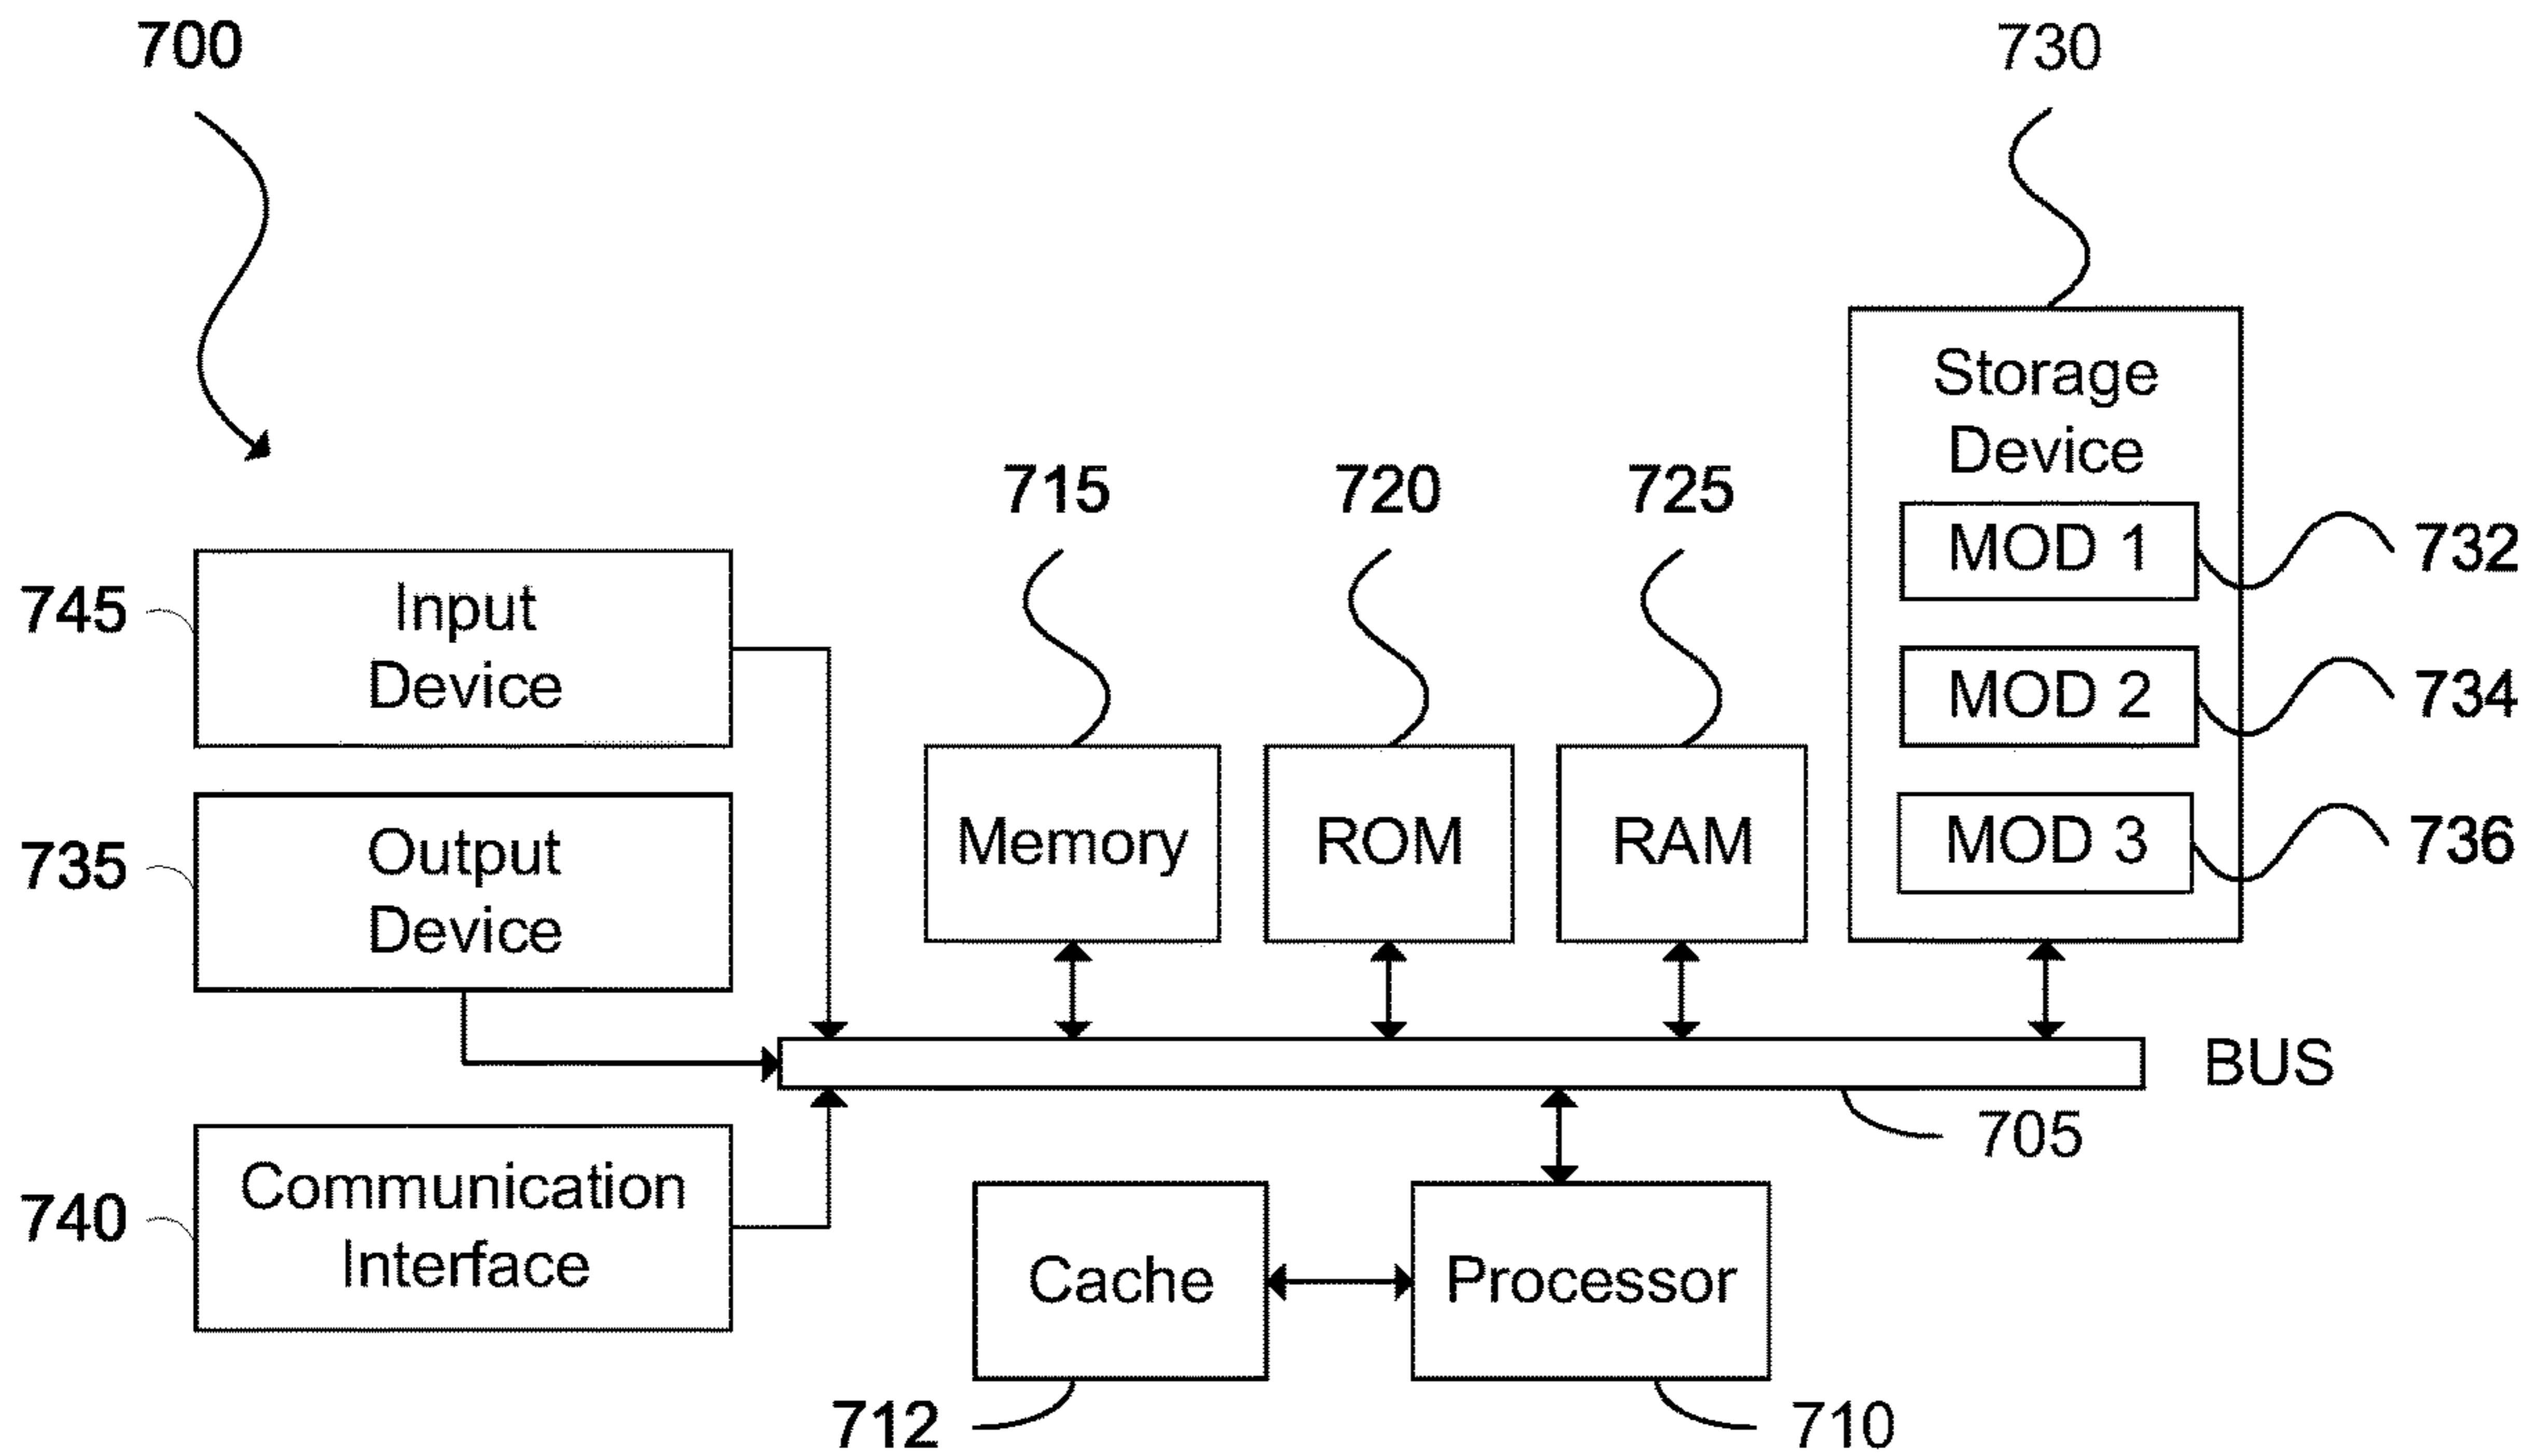 700
730
Storage
Device
715
720
725
MOD 1
732
745
Input
Device
MOD 2
734
735
Output
Device
Memory
ROM
RAM
MOD 3
736
BUS
705
740
Communication
Interface
Cache
Processor
712
710